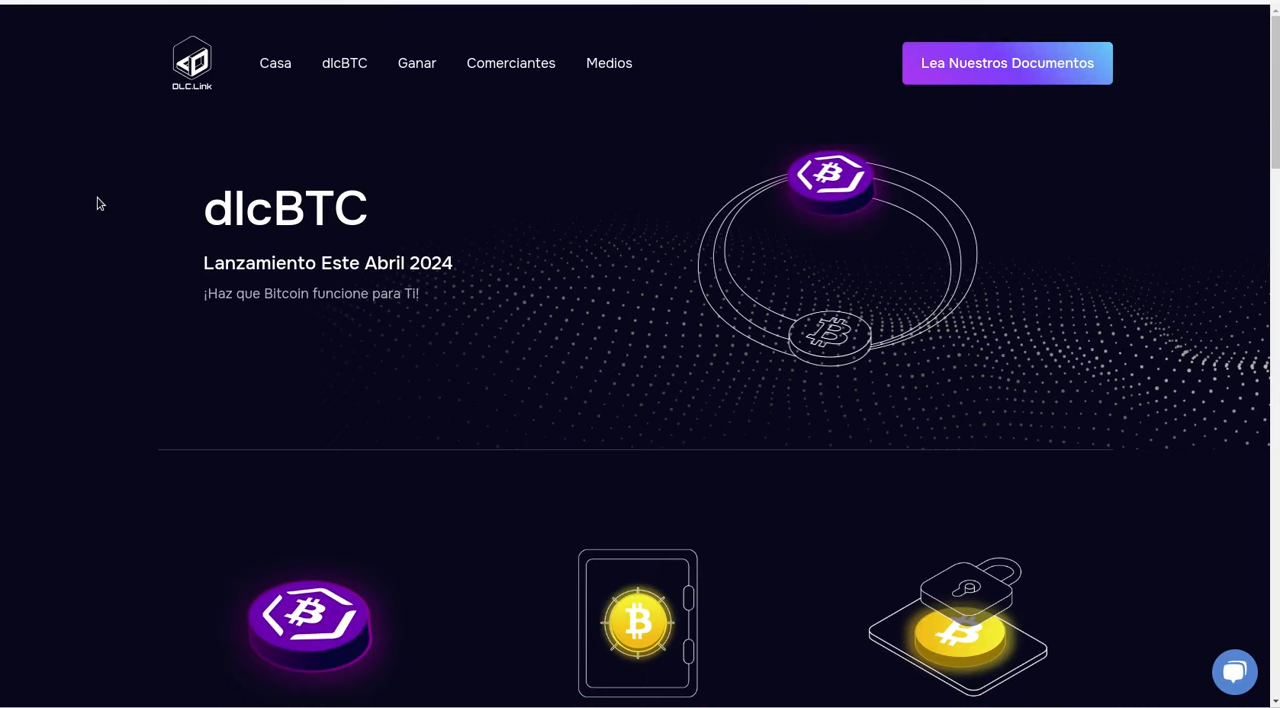 DLC.Link
Casa
dlcBTC
Ganar
Comerciantes
Medios
Lea Nuestros Documentos
dlcBTC
Lanzamiento Este Abril 2024
¡Haz que Bitcoin funcione para Ti!